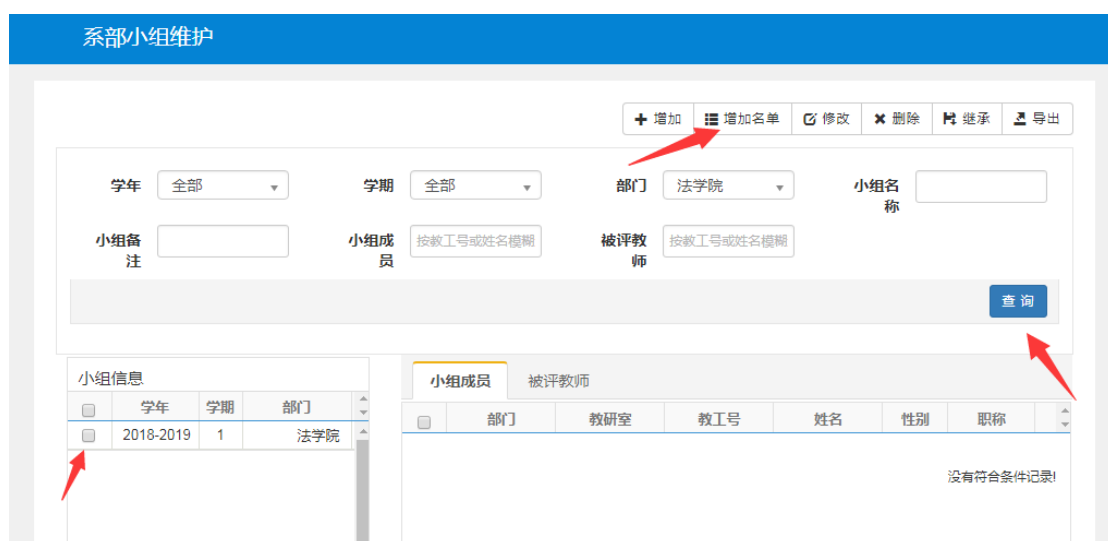 系部小组维护
增加 增加名单 修改 删除 继承 导出
学年 全部 学期 全部 部门 法学院 小组名
称
小组备 小组成 按教工号或姓名模糊 被评教 按教工号或姓名模糊
注 员 师
查 询
小组信息 小组成员 被评教师
学年 学期 部门 部门 教研室 教工号 姓名 性别 职称
2018-2019 1 法学院
没有符合条件记录!